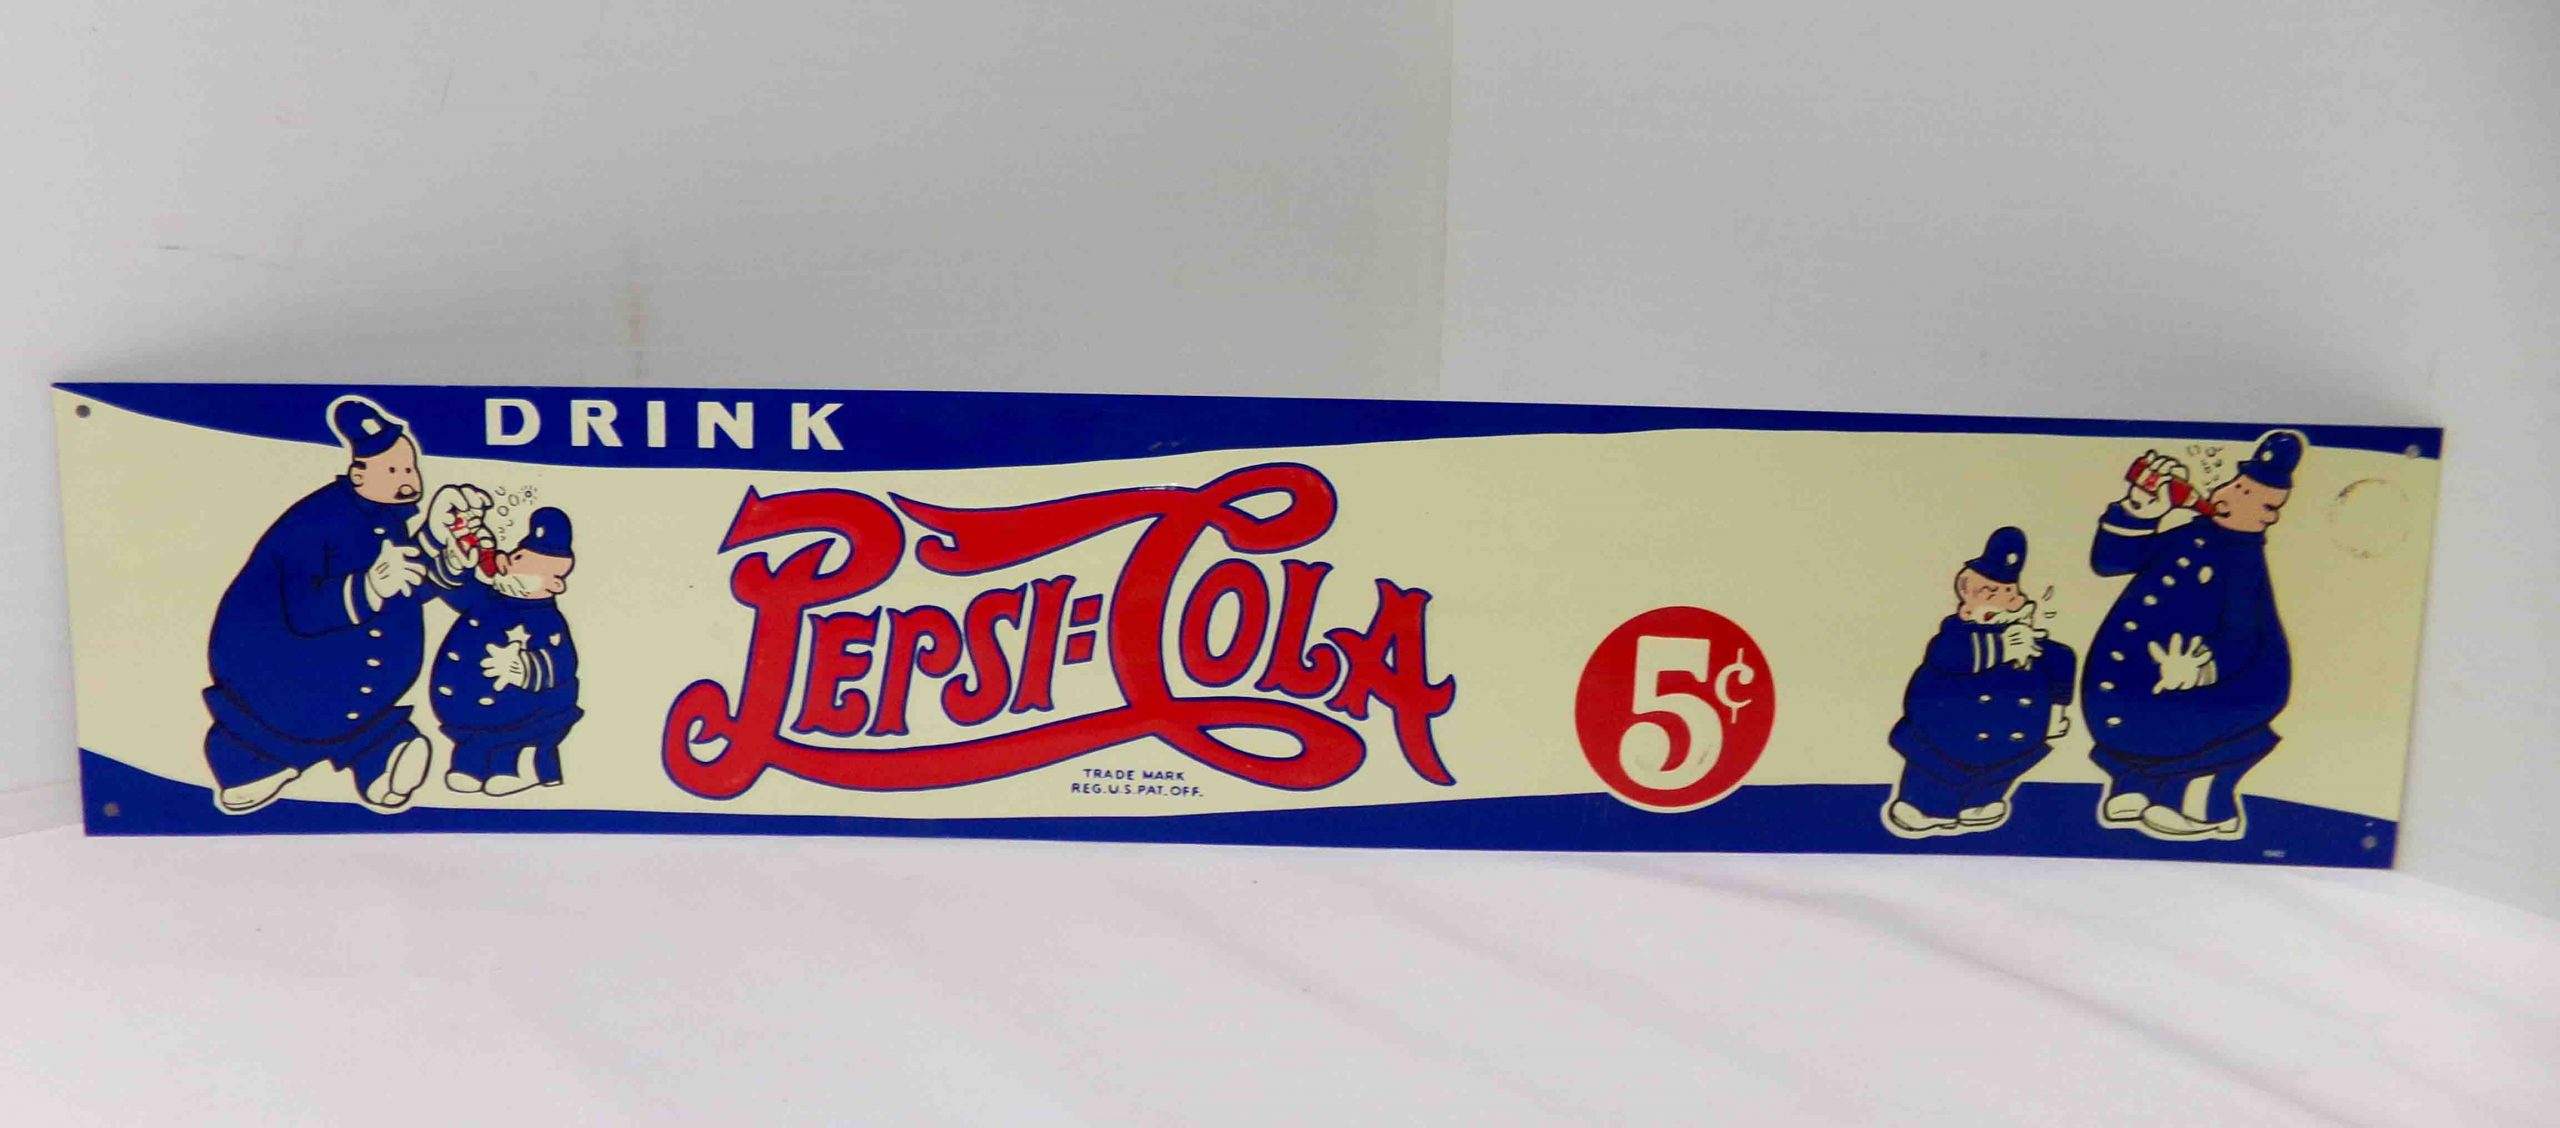 DRINK
PEPSI:COLA
5¢
TRADE MARK
REG.U.S.PAT.OFF.